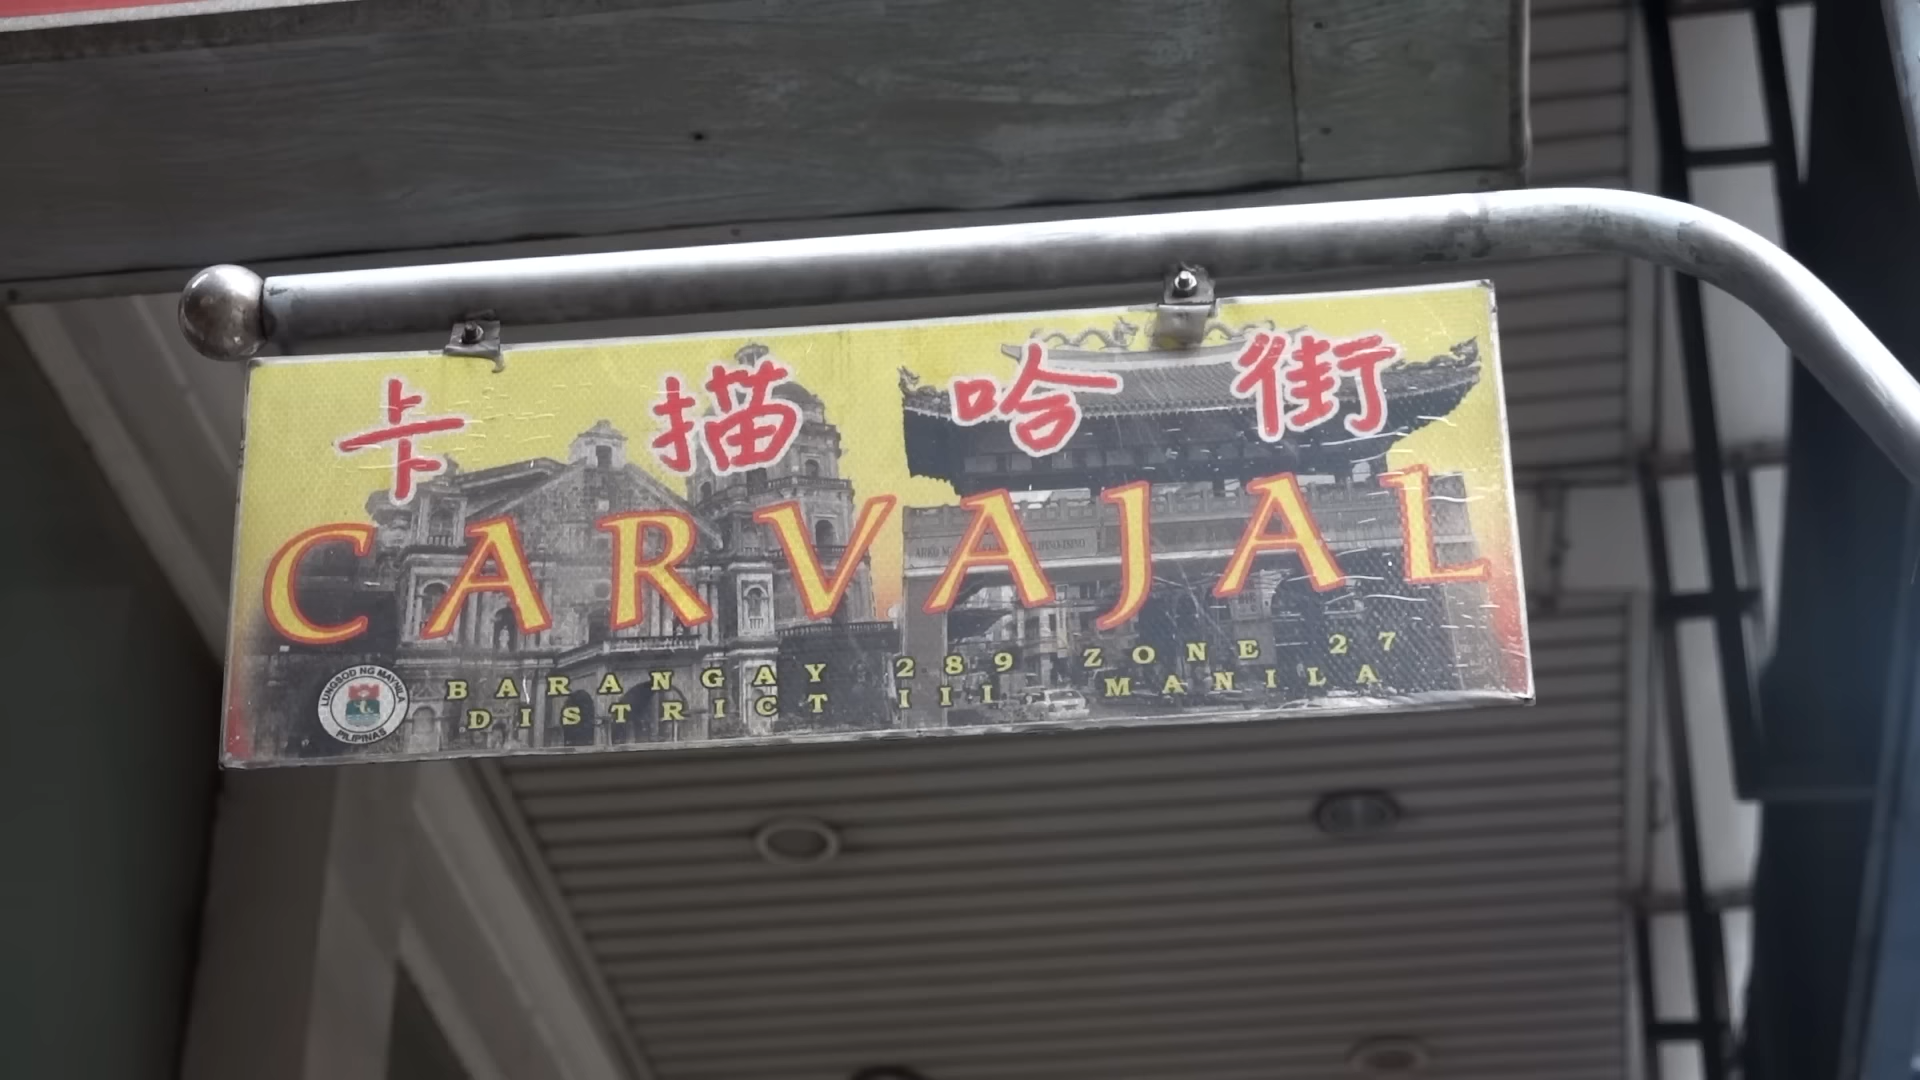 卡描哈街
CARVAJAL
BARANGAY 289 ZONE 27
DISTRICT III MANILA
LUNGSOD NG MAYNILA
PILIPINAS